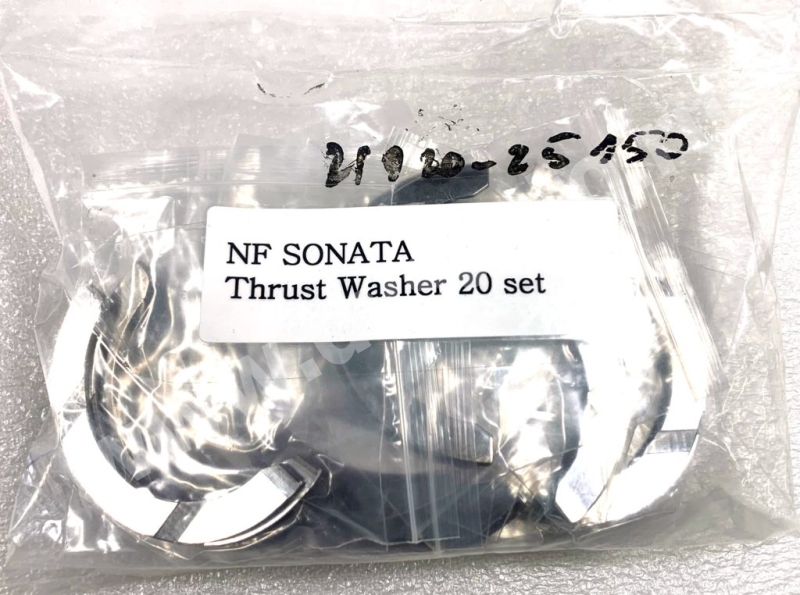 21020-25150
NF SONATA
Thrust Washer 20 set